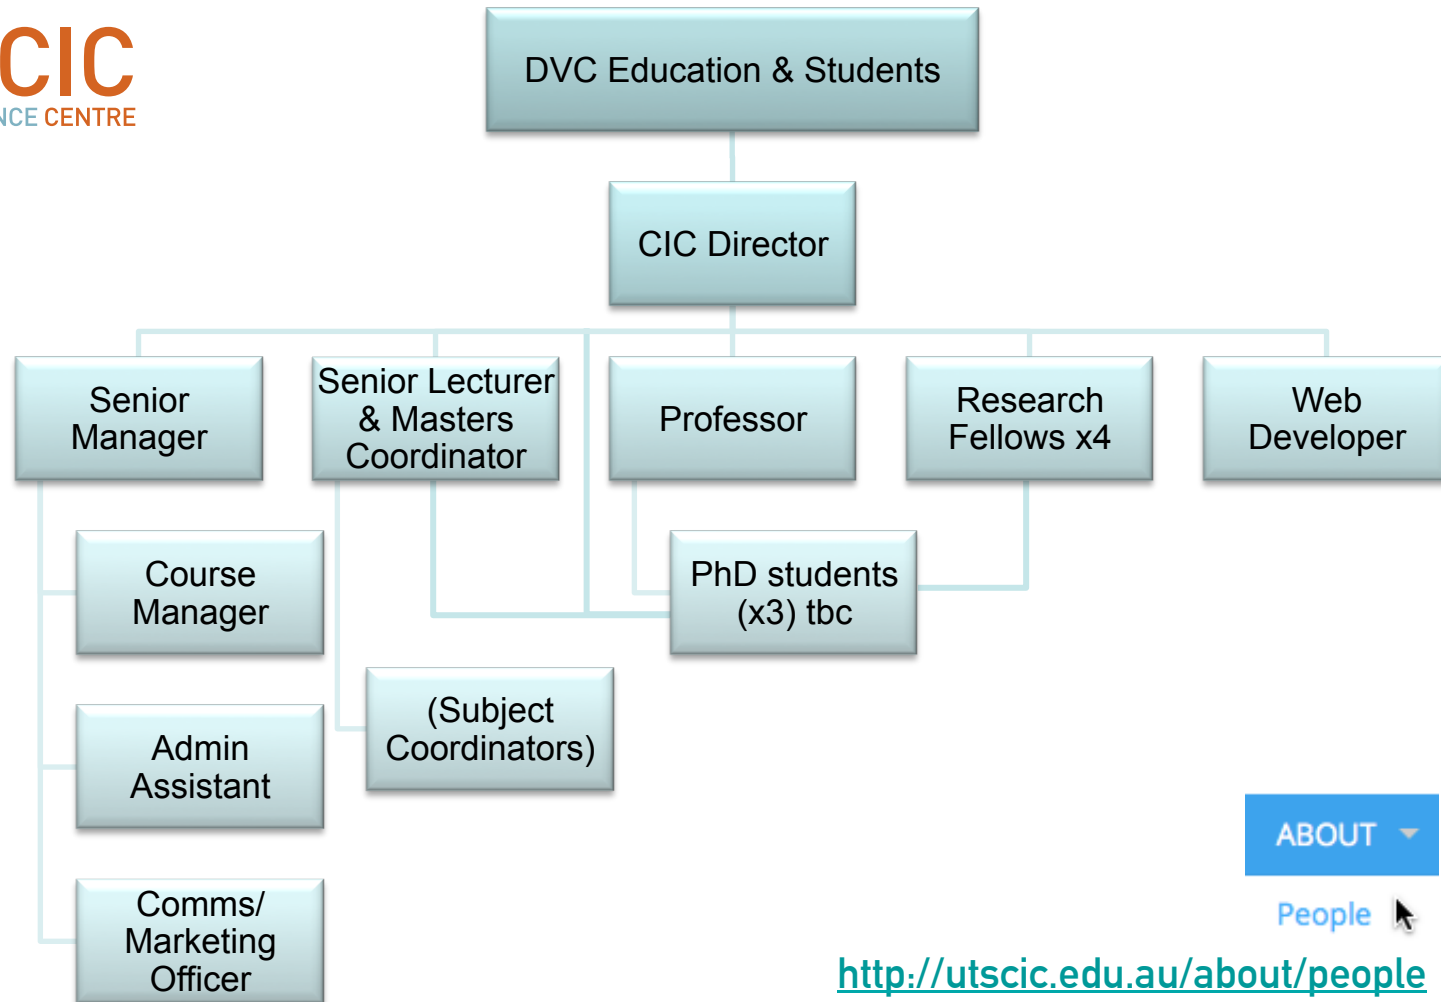 CIC
NCE CENTRE
DVC Education & Students
CIC Director
Senior
Manager
Senior Lecturer
& Masters
Coordinator
Professor
Research
Fellows x4
Web
Developer
Course
Manager
PhD students
(x3) tbc
(Subject
Coordinators)
Admin
Assistant
Comms/
Marketing
Officer
ABOUT
People
http://utscic.edu.au/about/people